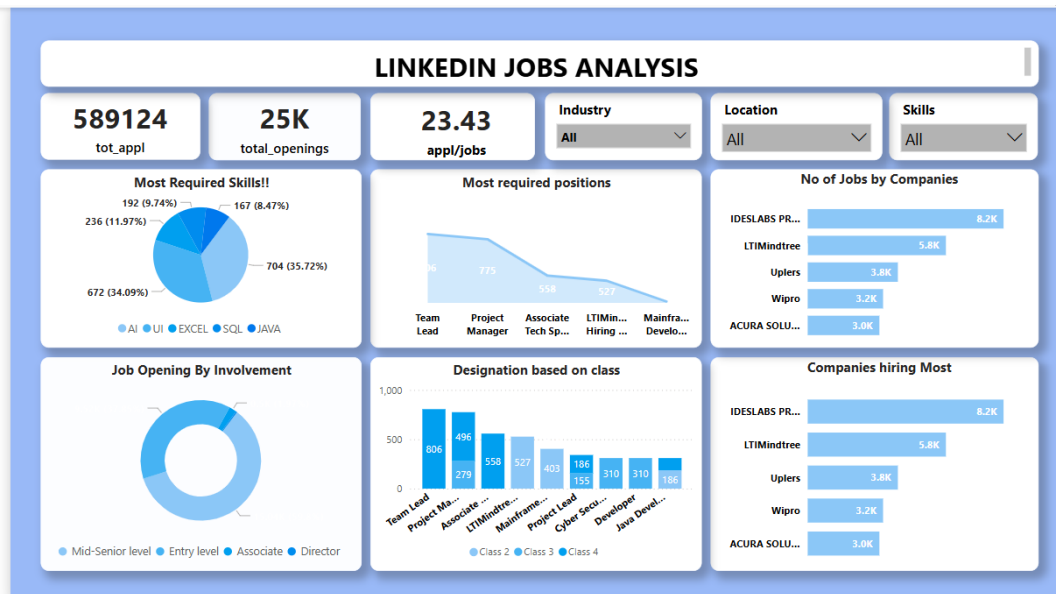 LINKEDIN JOBS ANALYSIS
589124
tot_appl
25K
total_openings
23.43
appl/jobs
Industry
All
Location
All
Skills
All
Most Required Skills!!
192 (9.74%)
167 (8.47%)
236 (11.97%)
704 (35.72%)
672 (34.09%)
AI UI EXCEL SQL JAVA
Most required positions
775
558
527
Team Lead
Project Manager
Associate Tech Sp...
LTIMin... Hiring ...
Mainfra... Develo...
No of Jobs by Companies
IDESLABS PR... 8.2K
LTIMindtree 5.8K
Uplers 3.8K
Wipro 3.2K
ACURA SOLU... 3.0K
Job Opening By Involvement
Mid-Senior level Entry level Associate Director
Designation based on class
1,000
500
0
806
496
279
558
527
403
186
155
310
310
186
Team Lead
Project Ma...
Associate ...
LTIMindtre...
Mainframe...
Project Lead
Cyber Secu...
Developer
Java Devel...
Class 2 Class 3 Class 4
Companies hiring Most
IDESLABS PR... 8.2K
LTIMindtree 5.8K
Uplers 3.8K
Wipro 3.2K
ACURA SOLU... 3.0K